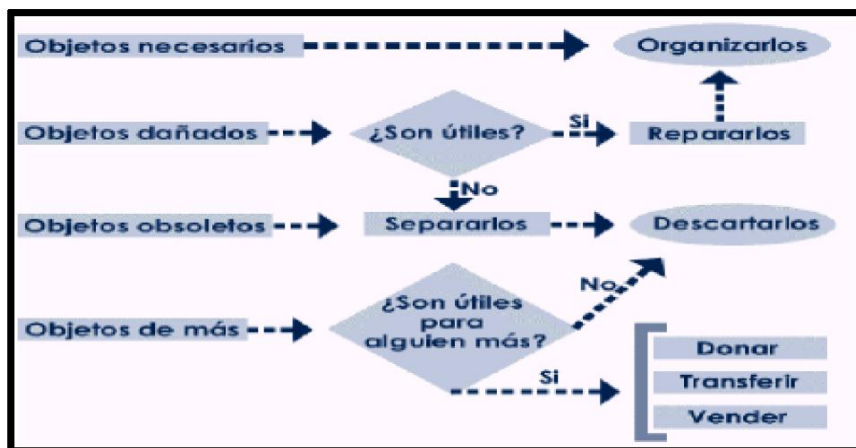 Objetos necesarios
Organizarlos
Objetos dañados
¿Son útiles?
Si
Repararlos
No
Objetos obsoletos
Separarlos
Descartarlos
Objetos de más
¿Son útiles
para
alguien más?
No
Si
Donar
Transferir
Vender